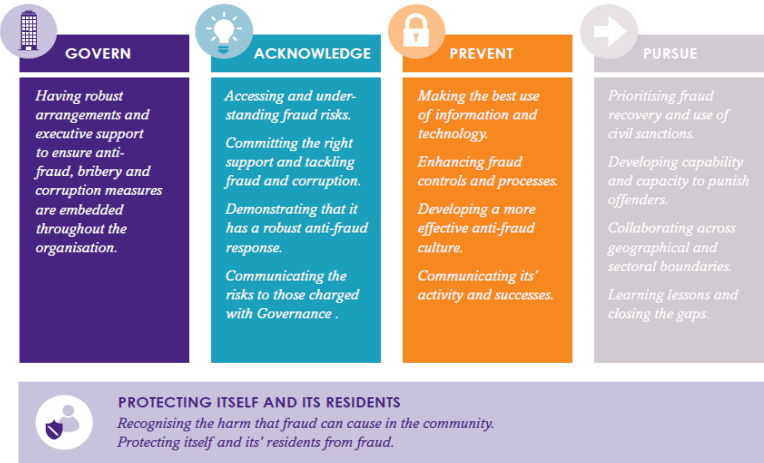 GOVERN
Having robust
arrangements and
executive support
to ensure anti-
fraud, bribery and
corruption measures
are embedded
throughout the
organisation.
ACKNOWLEDGE
Accessing and under-
standing fraud risks.
Committing the right
support and tackling
fraud and corruption.
Demonstrating that it
has a robust anti-fraud
response.
Communicating the
risks to those charged
with Governance .
PREVENT
Making the best use
of information and
technology.
Enhancing fraud
controls and processes.
Developing a more
effective anti-fraud
culture.
Communicating its’
activity and successes.
PURSUE
Prioritising fraud
recovery and use of
civil sanctions.
Developing capability
and capacity to punish
offenders.
Collaborating across
geographical and
sectoral boundaries.
Learning lessons and
closing the gaps.
PROTECTING ITSELF AND ITS RESIDENTS
Recognising the harm that fraud can cause in the community.
Protecting itself and its’ residents from fraud.